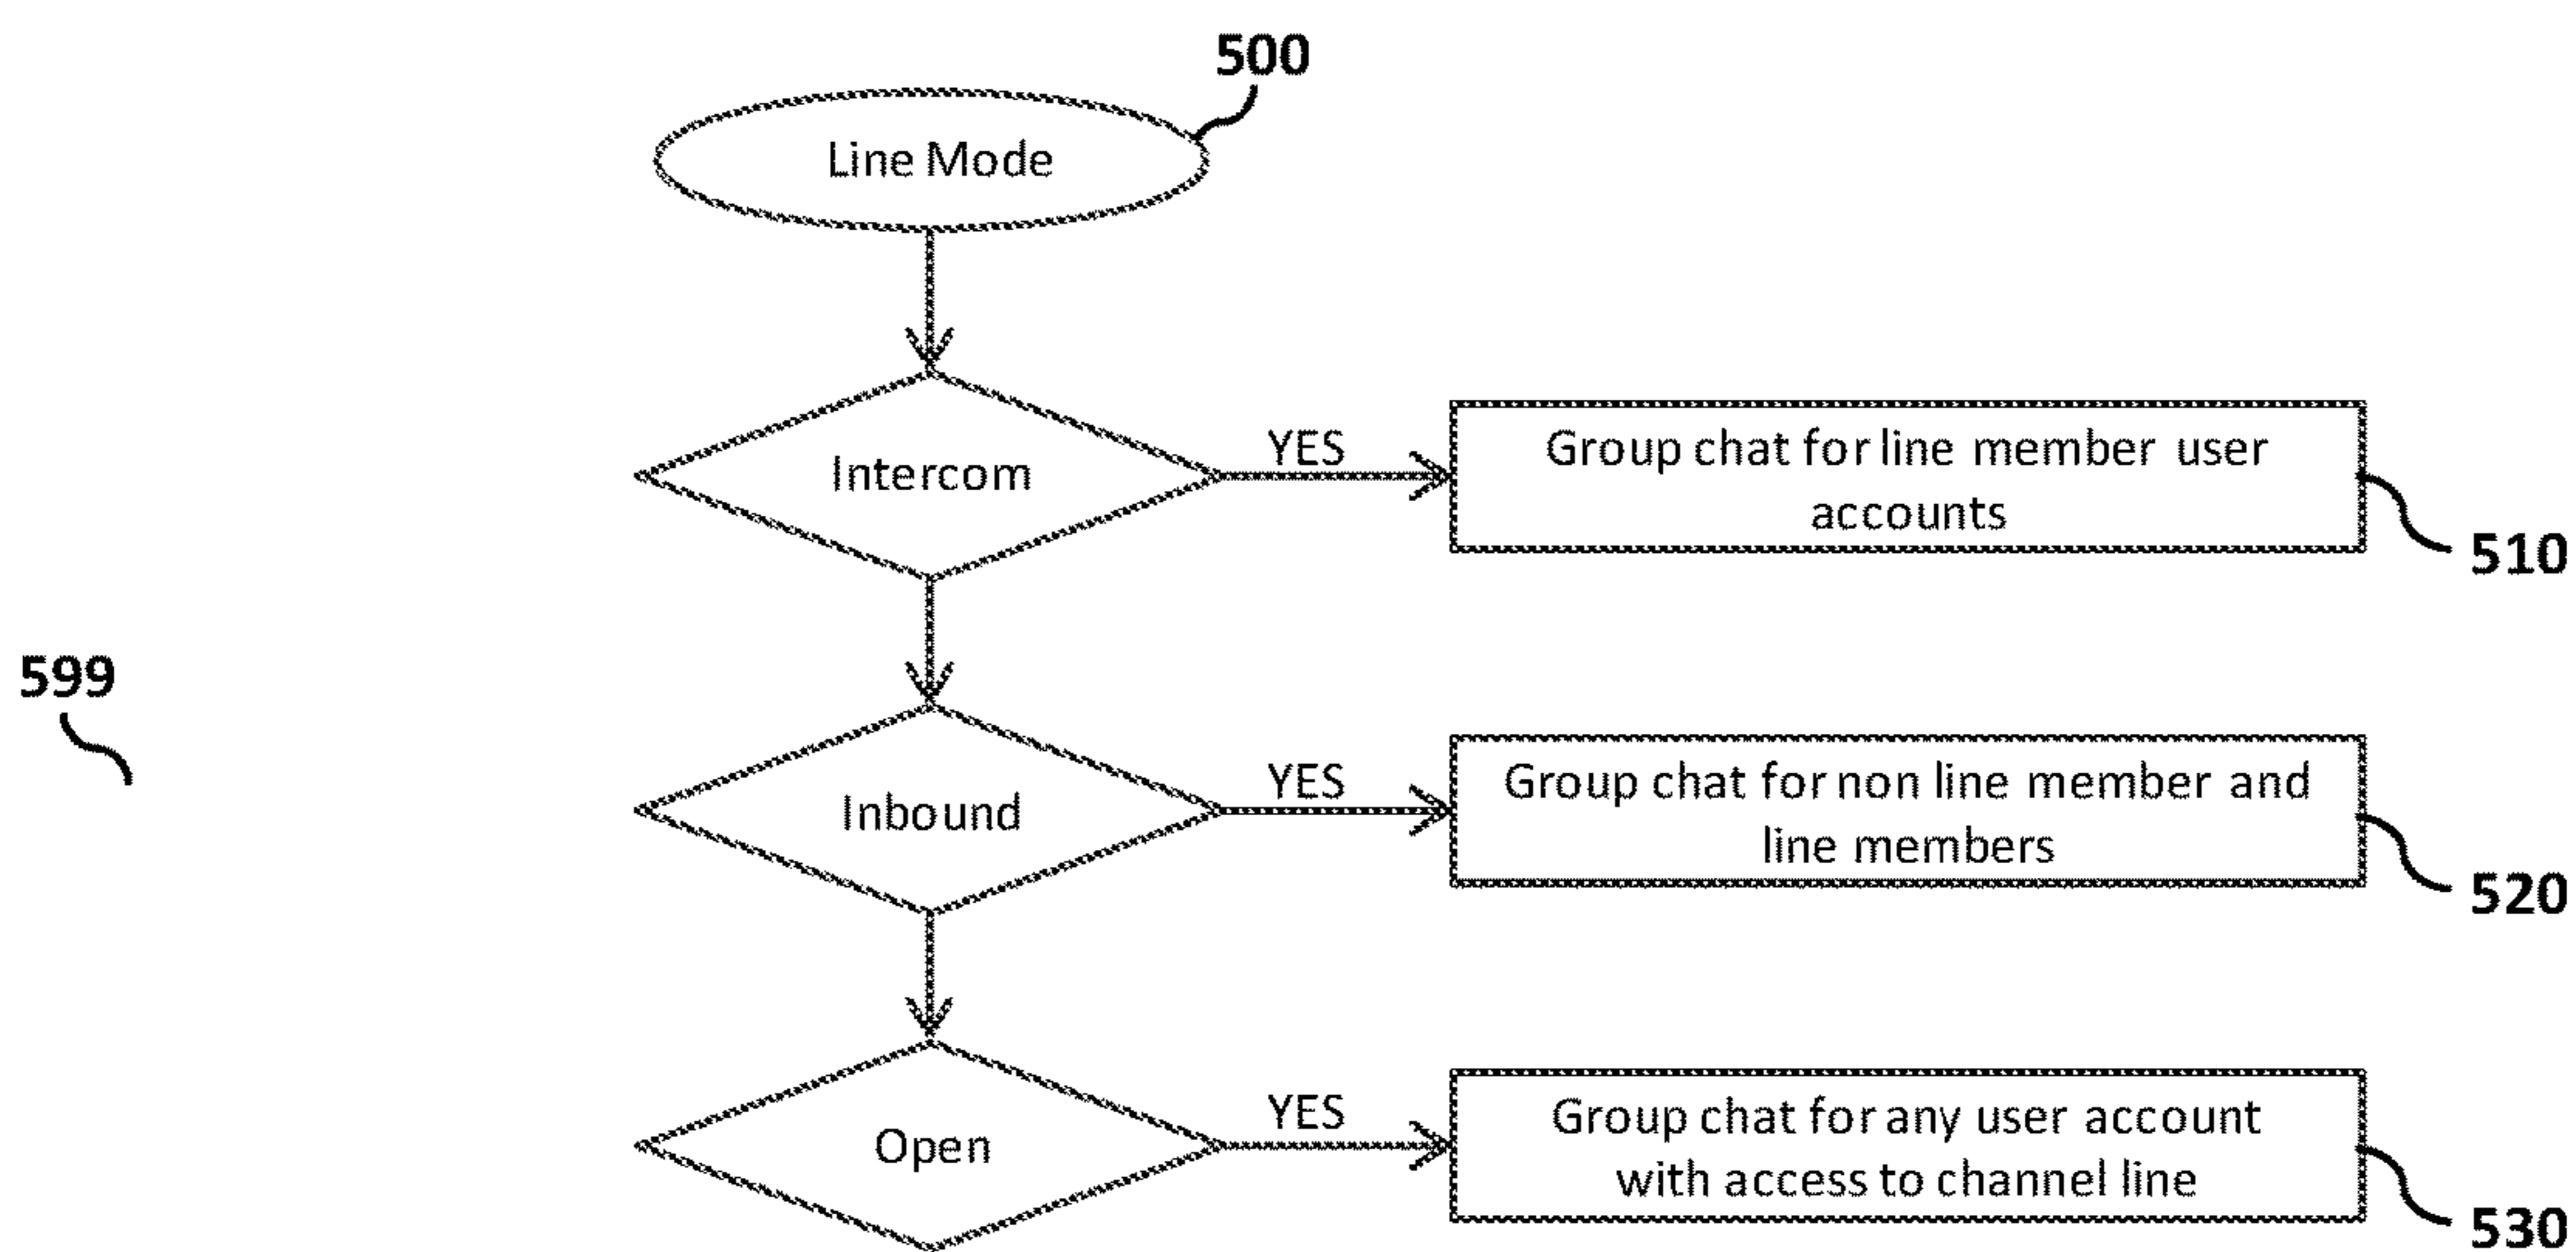 500
Line Mode
Intercom
YES
Group chat for line member user
accounts
510
599
Inbound
YES
Group chat for non line member and
line members
520
Open
YES
Group chat for any user account
with access to channel line
530